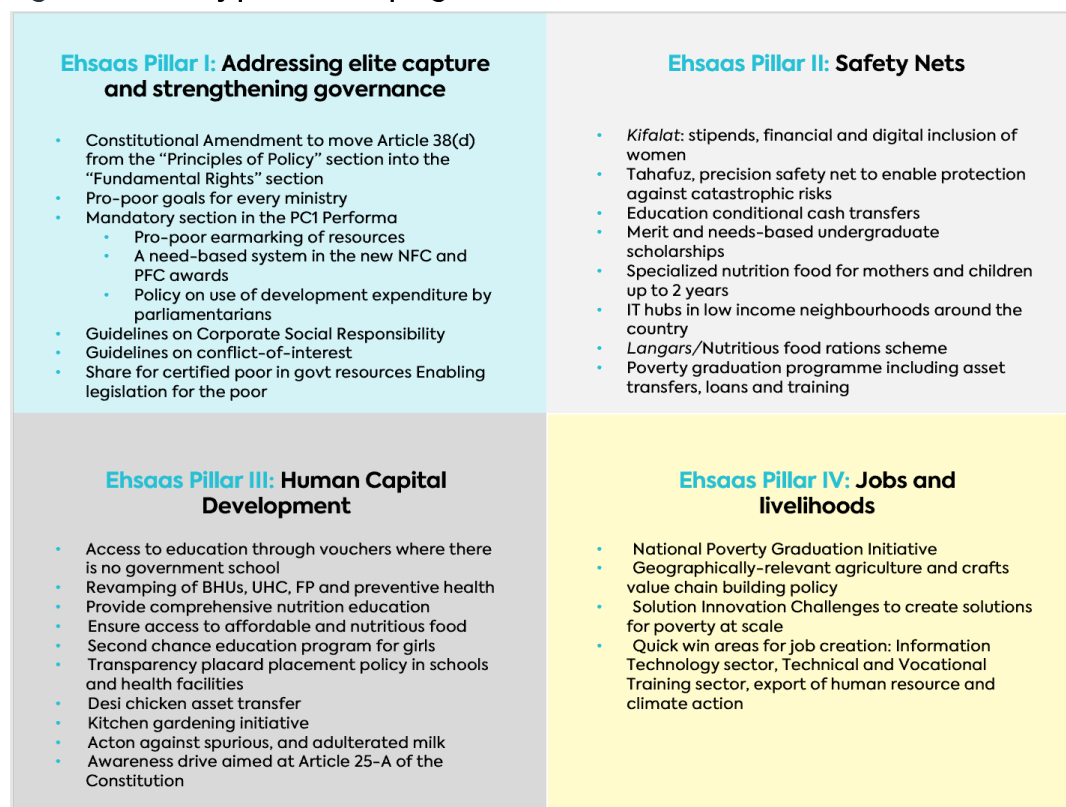 Ehsaas Pillar I: Addressing elite capture
and strengthening governance
• Constitutional Amendment to move Article 38(d)
from the “Principles of Policy” section into the
“Fundamental Rights” section
• Pro-poor goals for every ministry
• Mandatory section in the PC1 Performa
• Pro-poor earmarking of resources
• A need-based system in the new NFC and
PFC awards
• Policy on use of development expenditure by
parliamentarians
• Guidelines on Corporate Social Responsibility
• Guidelines on conflict-of-interest
• Share for certified poor in govt resources Enabling
legislation for the poor
Ehsaas Pillar II: Safety Nets
• Kifalat: stipends, financial and digital inclusion of
women
• Tahafuz, precision safety net to enable protection
against catastrophic risks
• Education conditional cash transfers
• Merit and needs-based undergraduate
scholarships
• Specialized nutrition food for mothers and children
up to 2 years
• IT hubs in low income neighbourhoods around the
country
• Langars/Nutritious food rations scheme
• Poverty graduation programme including asset
transfers, loans and training
Ehsaas Pillar III: Human Capital
Development
• Access to education through vouchers where there
is no government school
• Revamping of BHUs, UHC, FP and preventive health
• Provide comprehensive nutrition education
• Ensure access to affordable and nutritious food
• Second chance education program for girls
• Transparency placard placement policy in schools
and health facilities
• Desi chicken asset transfer
• Kitchen gardening initiative
• Acton against spurious, and adulterated milk
• Awareness drive aimed at Article 25-A of the
Constitution
Ehsaas Pillar IV: Jobs and
livelihoods
• National Poverty Graduation Initiative
• Geographically-relevant agriculture and crafts
value chain building policy
• Solution Innovation Challenges to create solutions
for poverty at scale
• Quick win areas for job creation: Information
Technology sector, Technical and Vocational
Training sector, export of human resource and
climate action